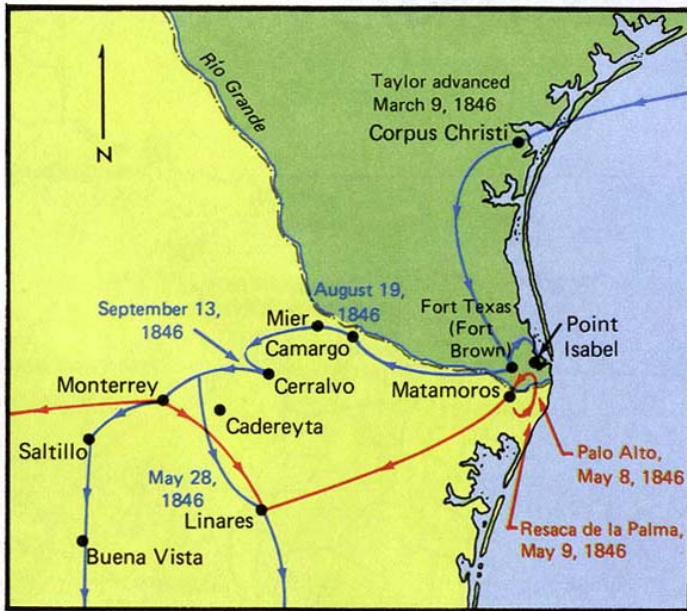 Río Grande
N
Taylor advanced
March 9, 1846
Corpus Christi
August 19,
1846
September 13,
1846
Mier
Camargo
Fort Texas
(Fort
Brown)
Point
Isabel
Monterrey
Cerralvo
Matamoros
Cadereyta
Saltillo
May 28,
1846
Linares
Palo Alto,
May 8, 1846
Buena Vista
Resaca de la Palma,
May 9, 1846